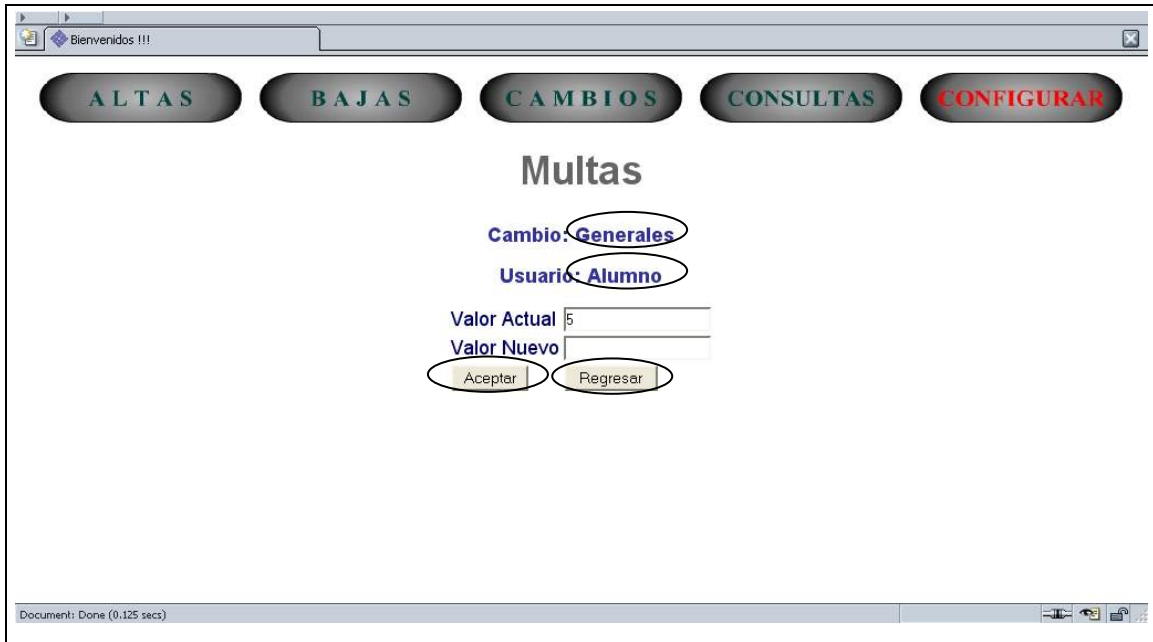 Bienvenidos !!!
ALTAS BAJAS CAMBIOS CONSULTAS CONFIGURAR
Multas
Cambio: Generales
Usuario: Alumno
Valor Actual 5
Valor Nuevo
Aceptar Regresar
Document: Done (0.125 secs)